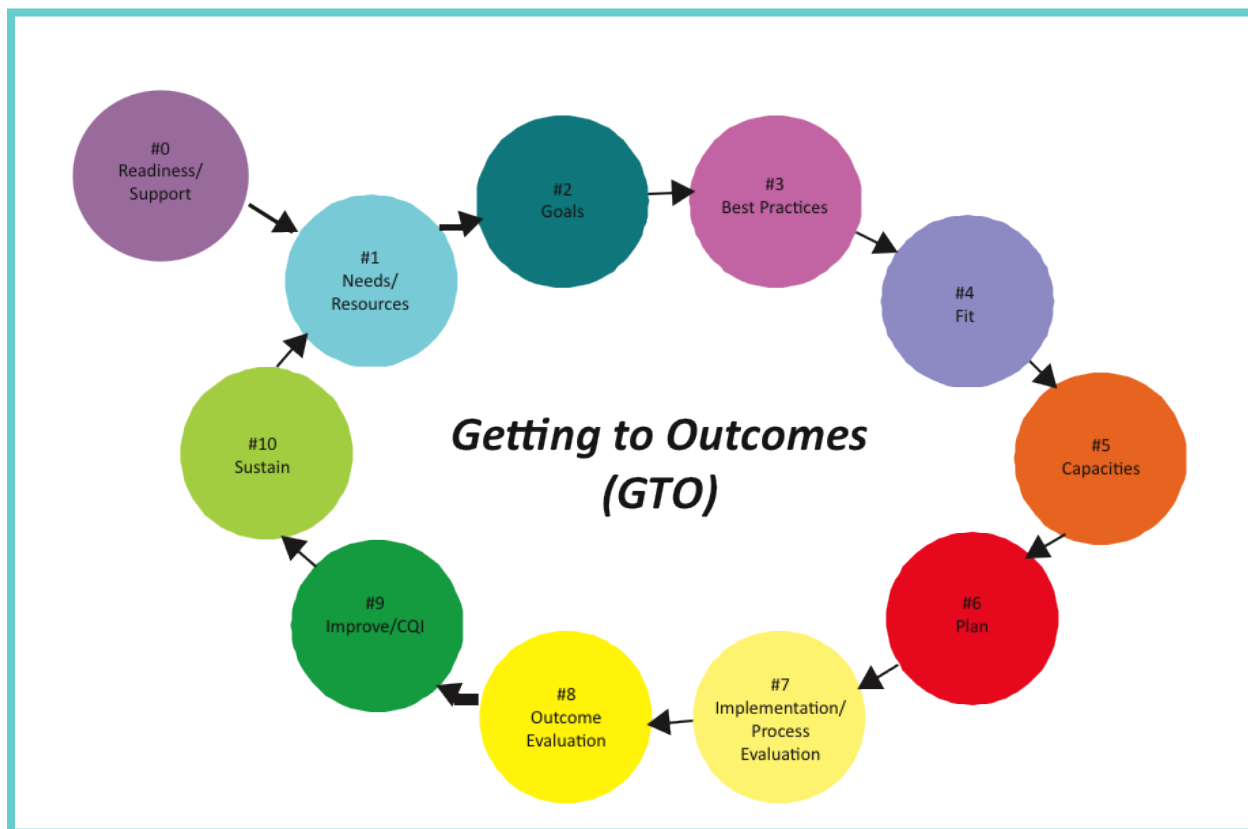 #0
Readiness/
Support
#1
Needs/
Resources
#2
Goals
#3
Best Practices
#4
Fit
#5
Capacities
#6
Plan
#7
Implementation/
Process
Evaluation
#8
Outcome
Evaluation
#9
Improve/CQI
#10
Sustain
Getting to Outcomes
(GTO)